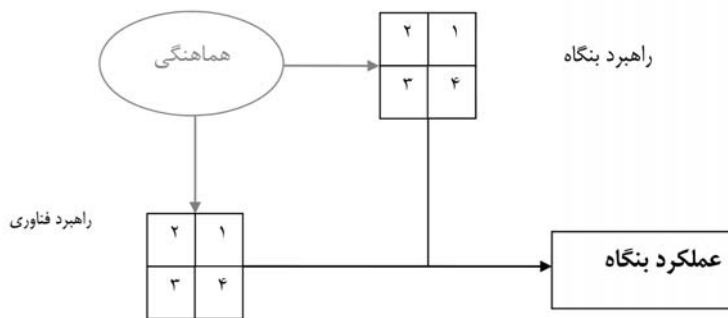 ۱ ۲
۴ ۳
راهبرد بنگاه
هماهنگی
راهبرد فناوری
۱ ۲
۴ ۳
عملکرد بنگاه